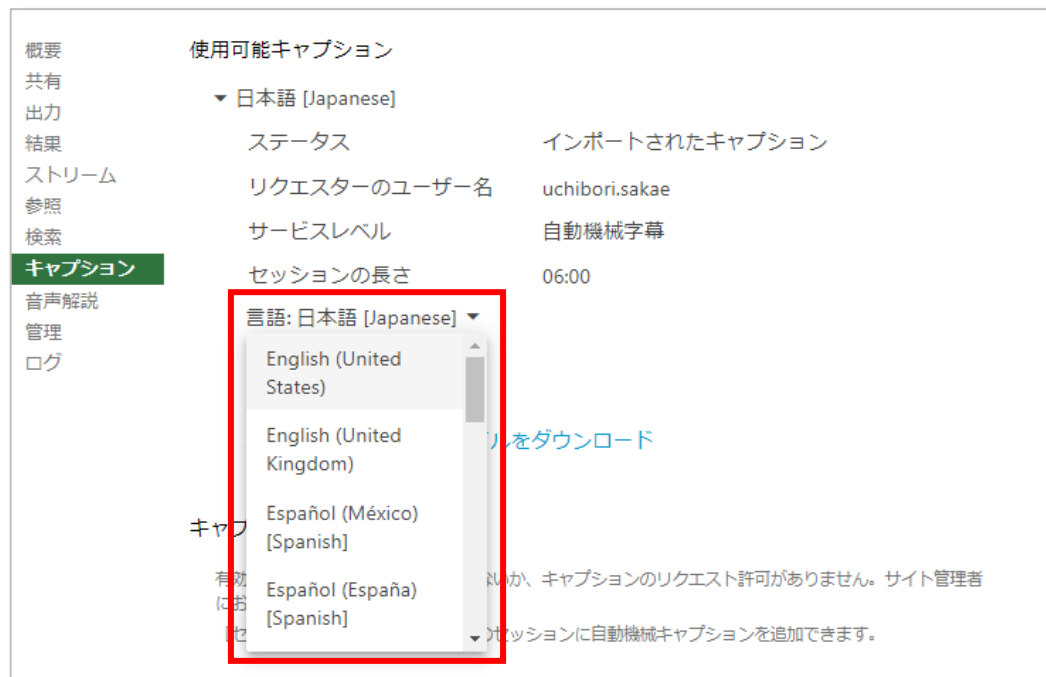 概要
共有
出力
結果
ストリーム
参照
検索
キャプション
音声解説
管理
ログ
使用可能キャプション
日本語 [Japanese]
ステータス インポートされたキャプション
リクエスターのユーザー名 uchibori.sakae
サービスレベル 自動機械字幕
セッションの長さ 06:00
言語: 日本語 [Japanese]
English (United
States)
English (United
Kingdom)
Español (México)
[Spanish]
Español (España)
[Spanish]
ルをダウンロード
キャプ
有効 ないか、キャプションのリクエスト許可がありません。サイト管理者
にお
[セ のセッションに自動機械キャプションを追加できます。